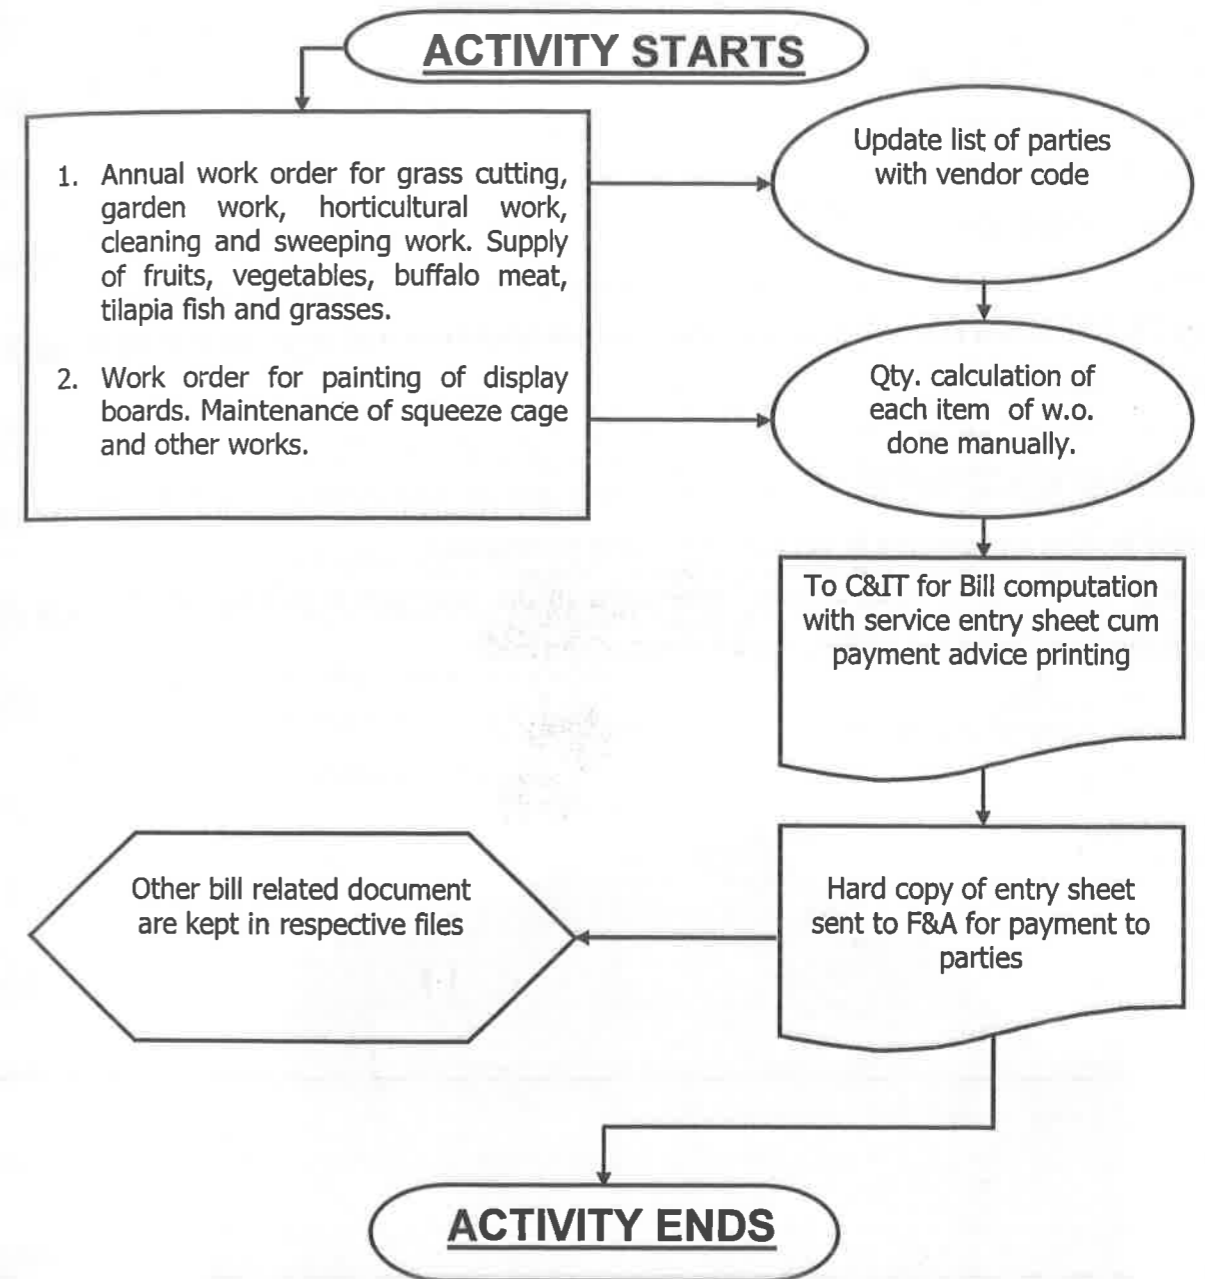 ACTIVITY STARTS
1. Annual work order for grass cutting,
garden work, horticultural work,
cleaning and sweeping work. Supply
of fruits, vegetables, buffalo meat,
tilapia fish and grasses.
2. Work order for painting of display
boards. Maintenance of squeeze cage
and other works.
Update list of parties
with vendor code
Qty. calculation of
each item of w.o.
done manually.
To C&IT for Bill computation
with service entry sheet cum
payment advice printing
Hard copy of entry sheet
sent to F&A for payment to
parties
Other bill related document
are kept in respective files
ACTIVITY ENDS